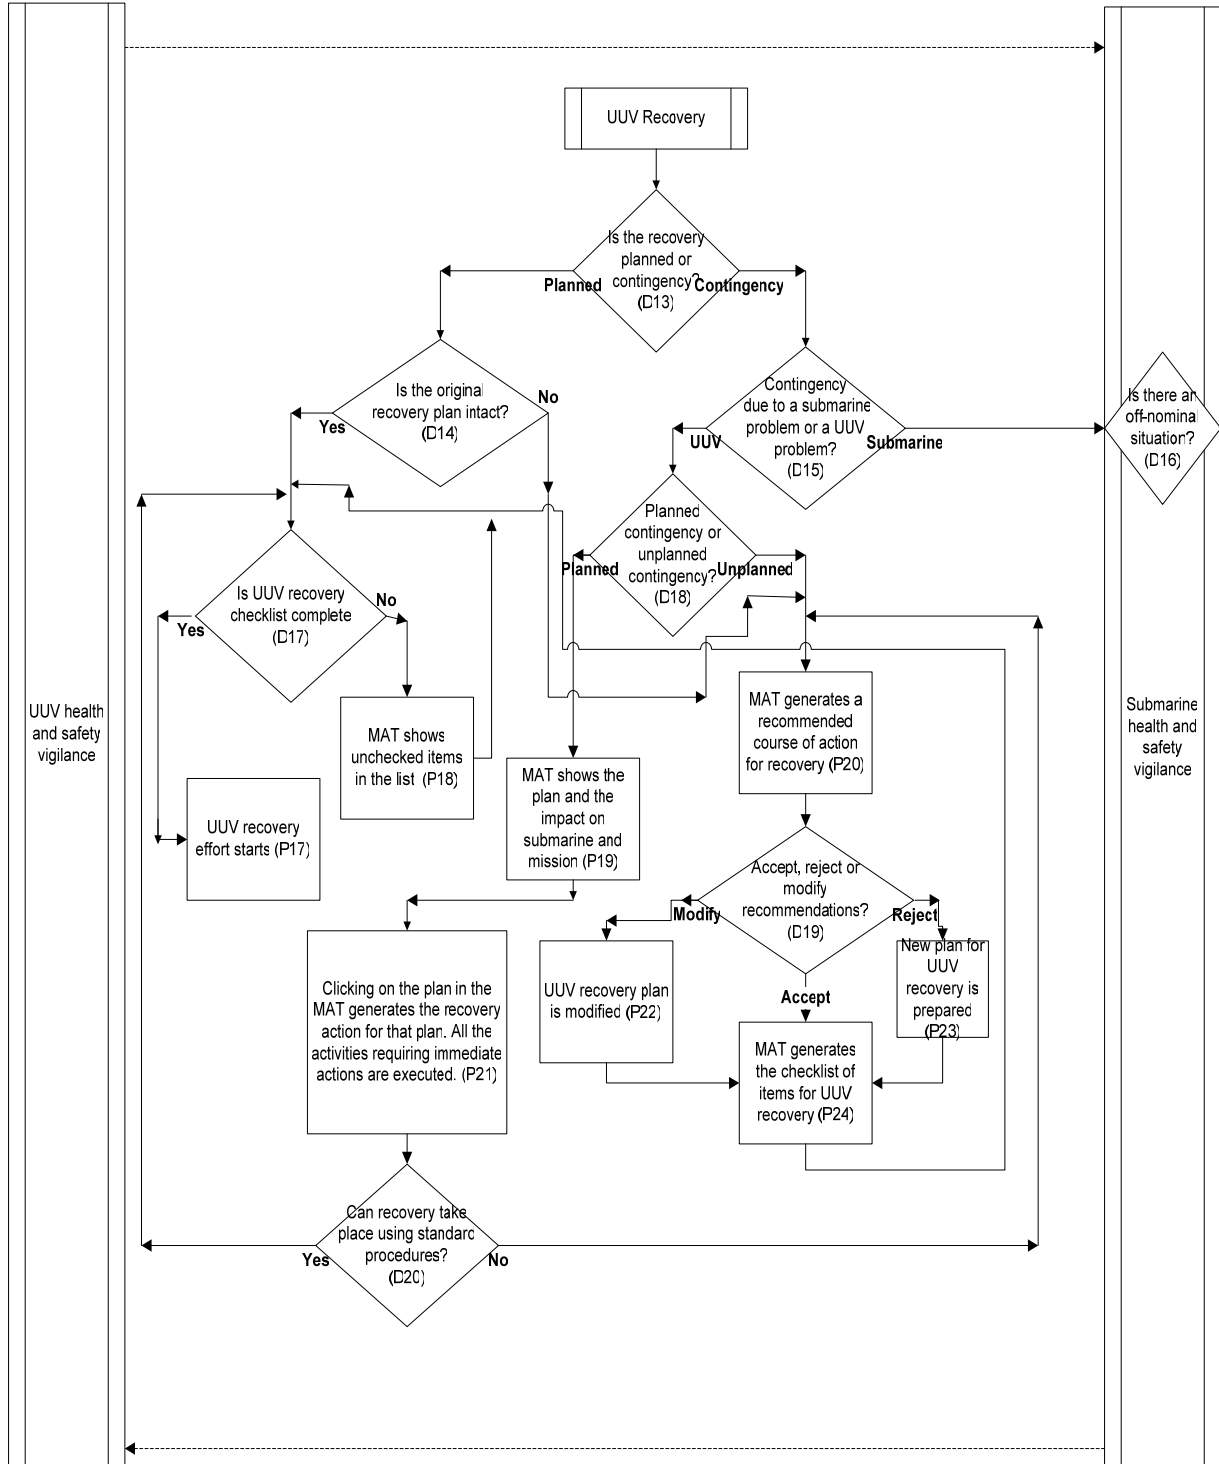 UUV Recovery
Is the recovery
planned or
contingency?
(D13)
Planned
Contingency
Is the original
recovery plan intact?
(D14)
Yes
No
Contingency
due to a submarine
problem or a UUV
problem?
(D15)
UUV
Submarine
Is there an
off-nominal
situation?
(D16)
Planned
contingency or
unplanned
contingency?
(D18)
Planned
Unplanned
Is UUV recovery
checklist complete
(D17)
Yes
No
UUV health
and safety
vigilance
Submarine
health and
safety
vigilance
MAT shows
unchecked items
in the list (P18)
MAT generates a
recommended
course of action
for recovery (P20)
MAT shows the
plan and the
impact on
submarine and
mission (P19)
UUV recovery
effort starts (P17)
Accept, reject or
modify
recommendations?
(D19)
Modify
Reject
Accept
UUV recovery plan
is modified (P22)
New plan for
UUV
recovery is
prepared
(P23)
Clicking on the plan in the
MAT generates the recovery
action for that plan. All the
activities requiring immediate
actions are executed. (P21)
MAT generates
the checklist of
items for UUV
recovery (P24)
Can recovery take
place using standard
procedures?
(D20)
Yes
No